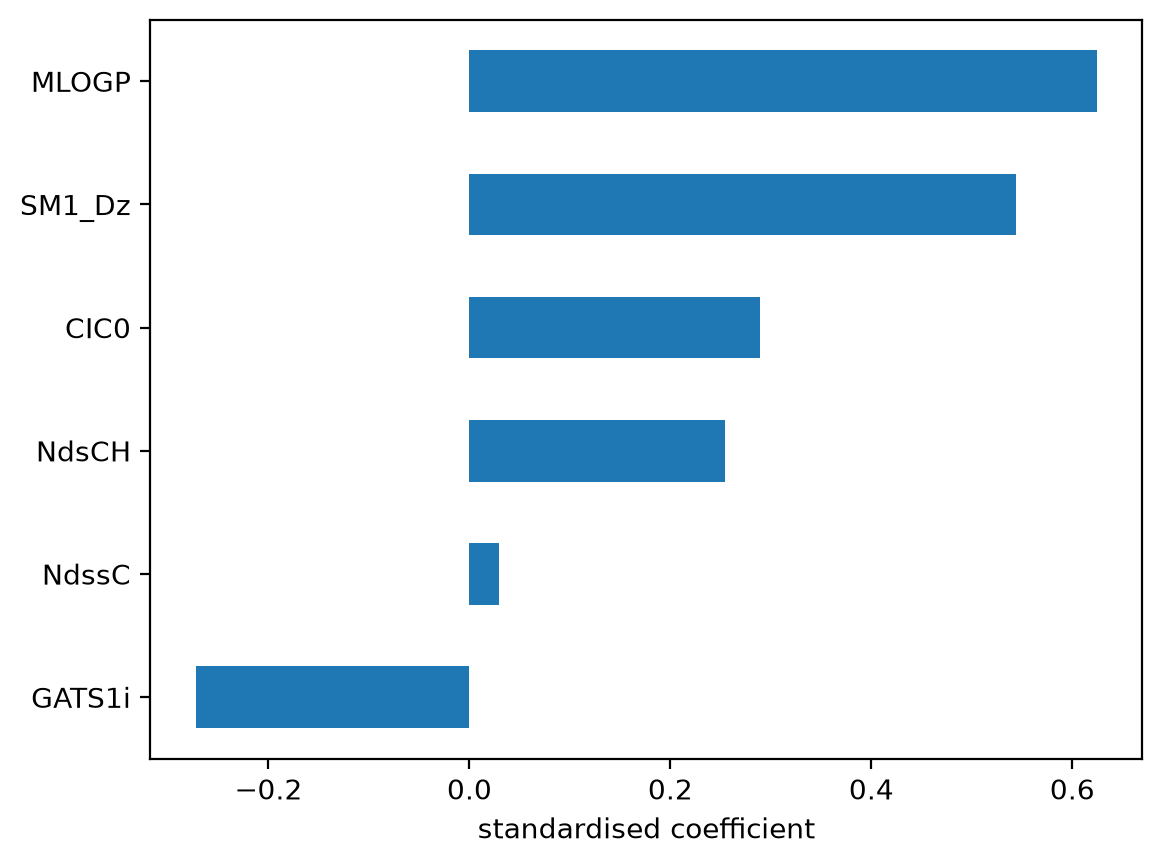 MLOGP
SM1_Dz
CIC0
NdsCH
NdssC
GATS1i
−0.2 0.0 0.2 0.4 0.6
standardised coefficient